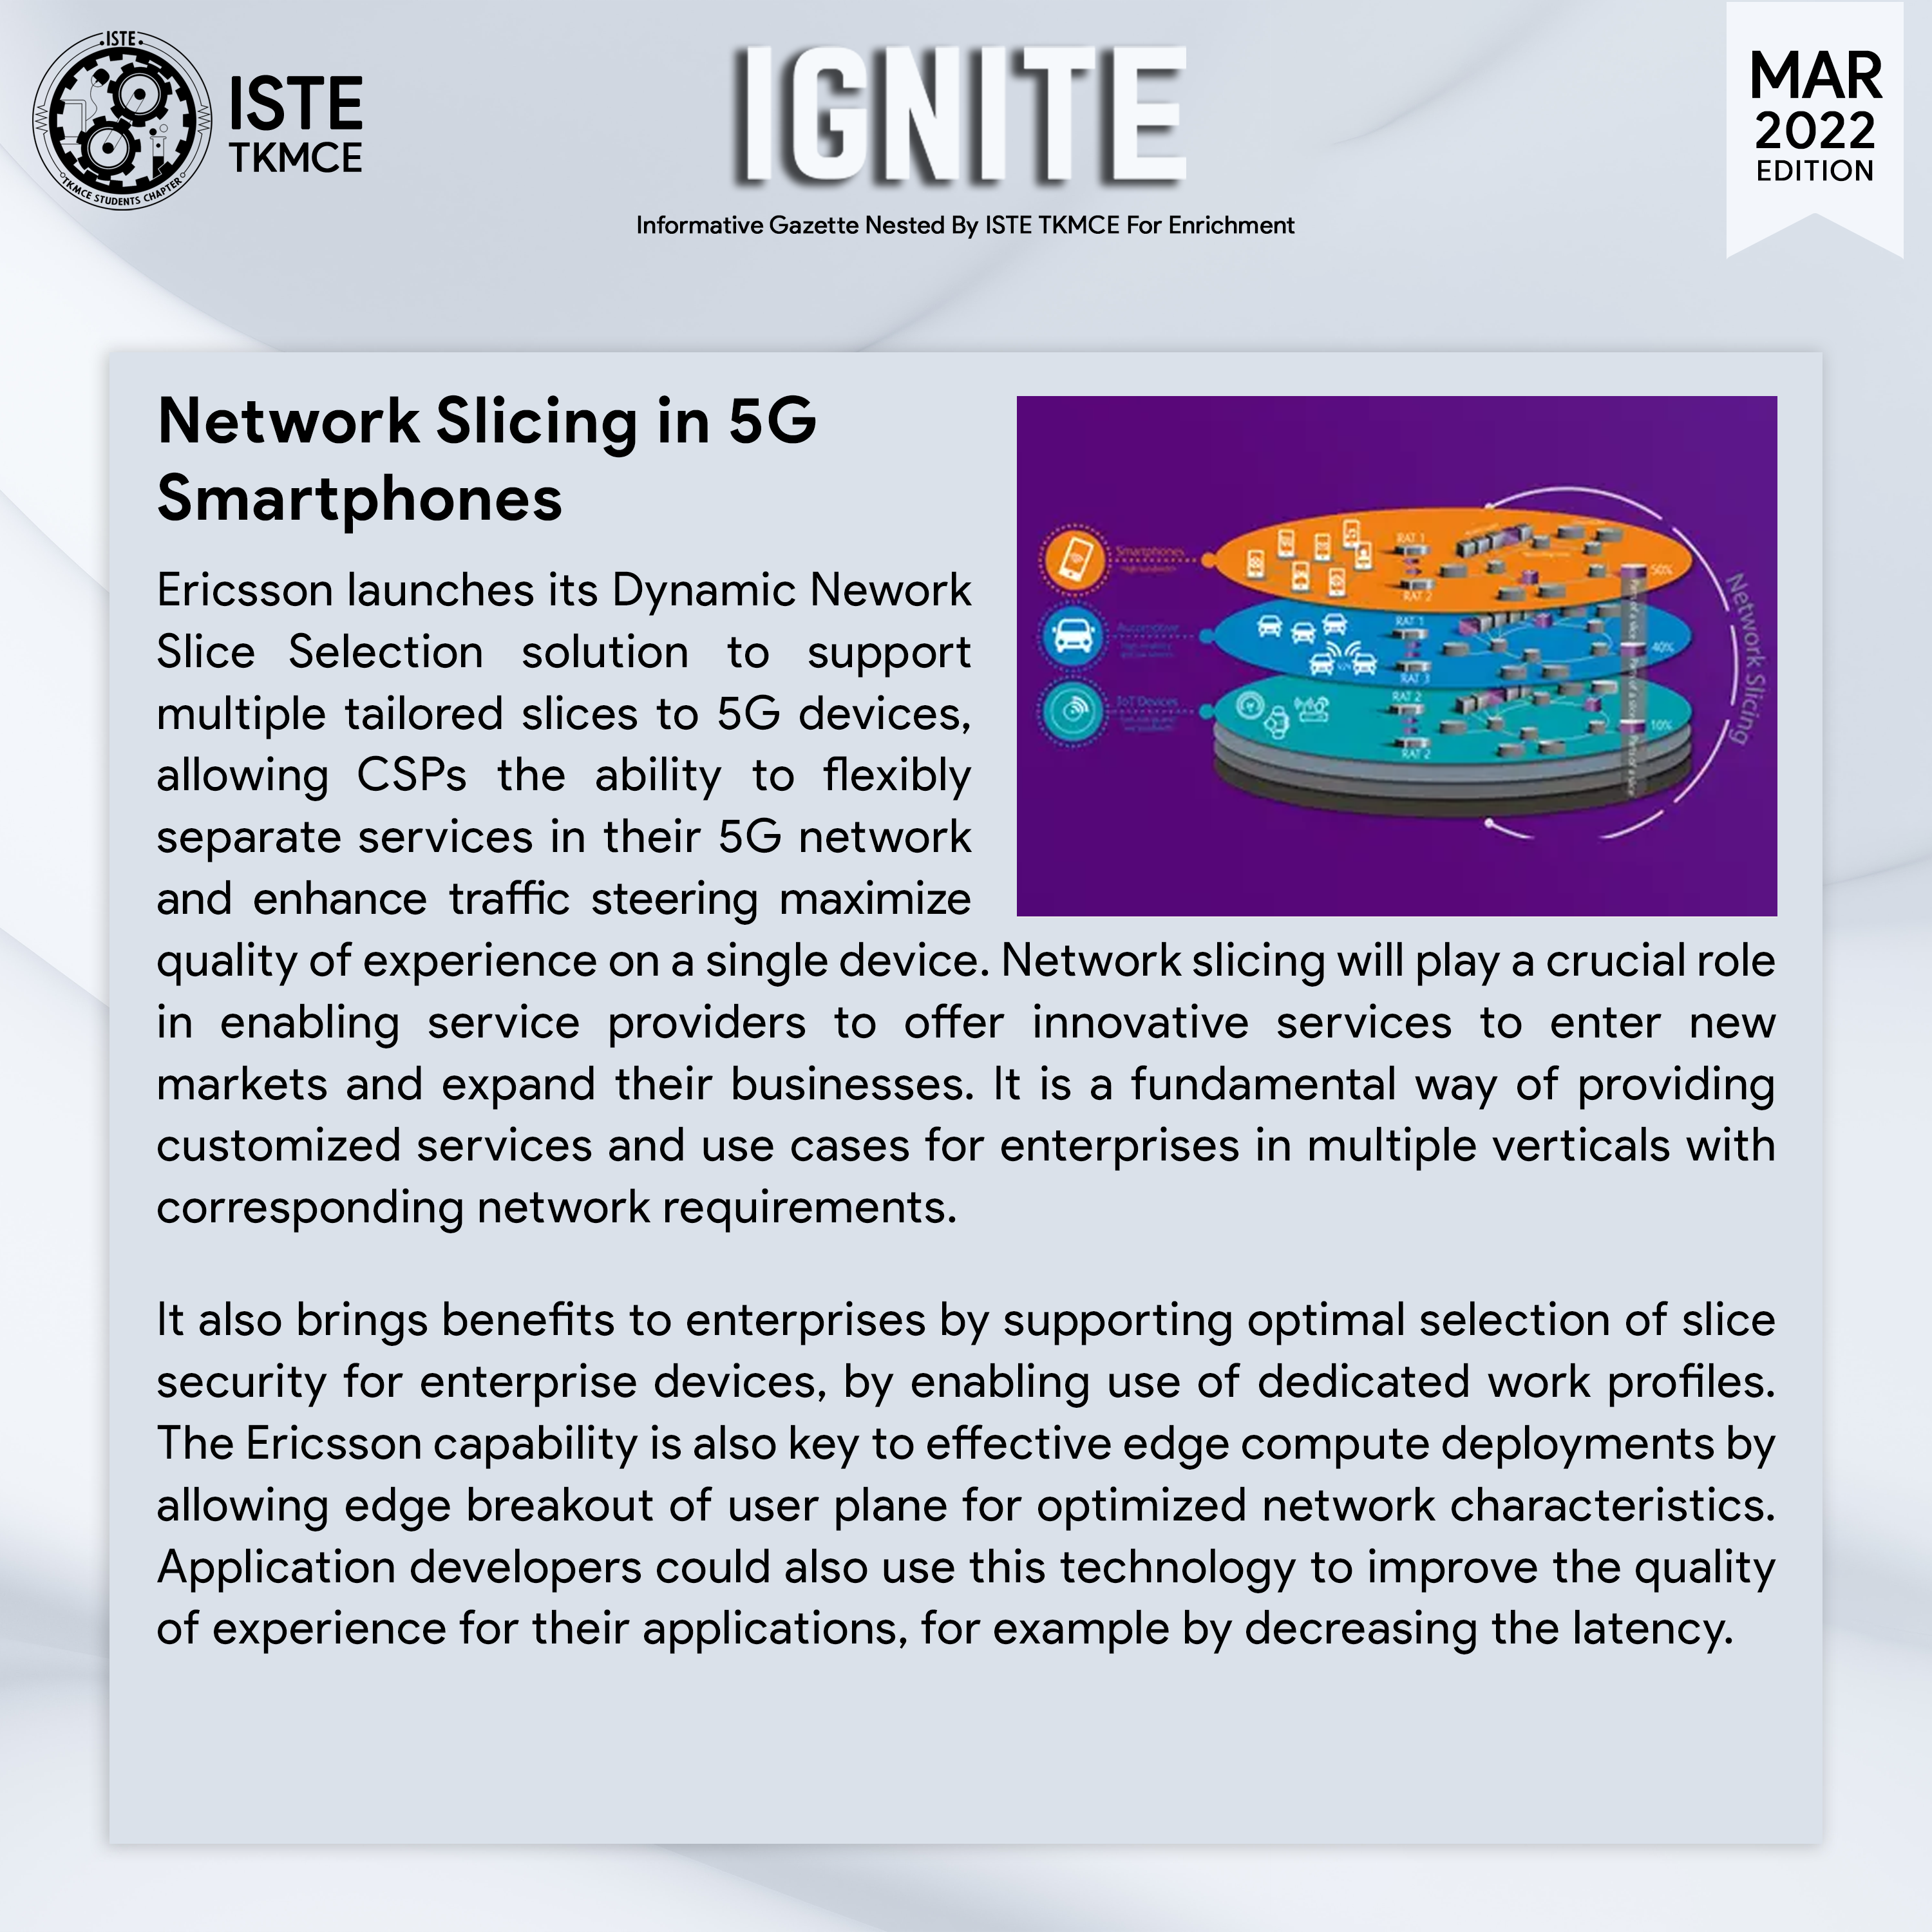 ISTE
TKMCE STUDENTS CHAPTER
ISTE
TKMCE
IGNITE
Informative Gazette Nested By ISTE TKMCE For Enrichment
MAR
2022
EDITION
Network Slicing in 5G
Smartphones
Ericsson launches its Dynamic Nework
Slice Selection solution to support
multiple tailored slices to 5G devices,
allowing CSPs the ability to flexibly
separate services in their 5G network
and enhance traffic steering maximize
quality of experience on a single device. Network slicing will play a crucial role
in enabling service providers to offer innovative services to enter new
markets and expand their businesses. It is a fundamental way of providing
customized services and use cases for enterprises in multiple verticals with
corresponding network requirements.
It also brings benefits to enterprises by supporting optimal selection of slice
security for enterprise devices, by enabling use of dedicated work profiles.
The Ericsson capability is also key to effective edge compute deployments by
allowing edge breakout of user plane for optimized network characteristics.
Application developers could also use this technology to improve the quality
of experience for their applications, for example by decreasing the latency.
Smartphones
RAT 1
RAT 2
50%
Automotive
RAT 1
RAT 3
40%
IoT Devices
RAT 2
RAT 2
10%
Network Slicing